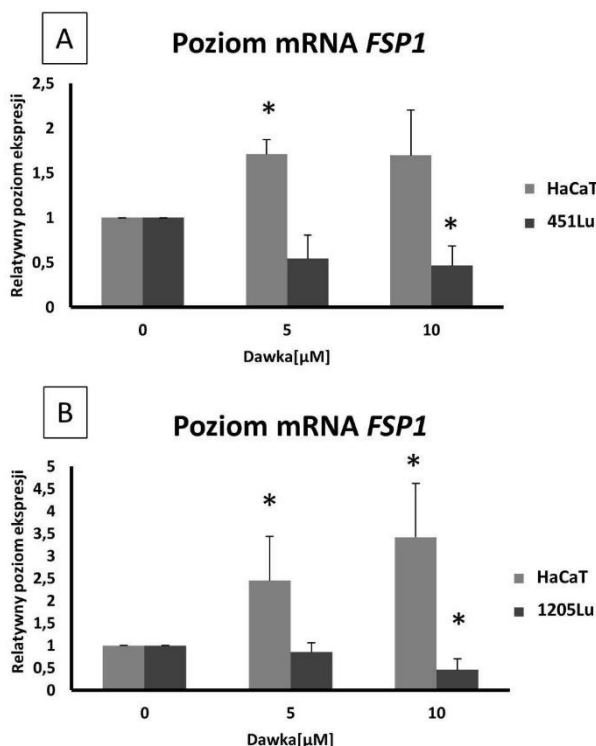 A
Poziom mRNA FSP1
Relatywny poziom ekspresji
2,5
2
1,5
1
0,5
0
*
*
0 5 10
Dawka[µM]
HaCaT
451Lu
B
Poziom mRNA FSP1
Relatywny poziom ekspresji
5
4,5
4
3,5
3
2,5
2
1,5
1
0,5
0
*
*
*
0 5 10
Dawka[µM]
HaCaT
1205Lu